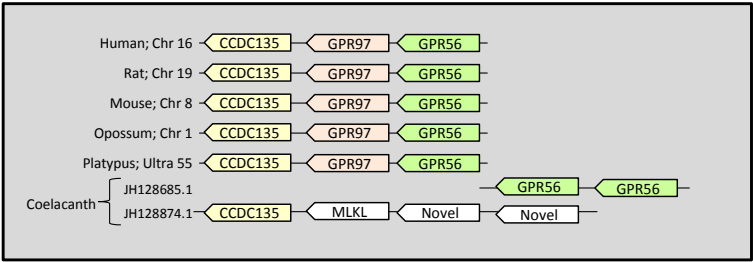 Human; Chr 16 CCDC135 GPR97 GPR56
Rat; Chr 19 CCDC135 GPR97 GPR56
Mouse; Chr 8 CCDC135 GPR97 GPR56
Opossum; Chr 1 CCDC135 GPR97 GPR56
Platypus; Ultra 55 CCDC135 GPR97 GPR56
Coelacanth
JH128685.1 GPR56 GPR56
JH128874.1 CCDC135 MLKL Novel Novel